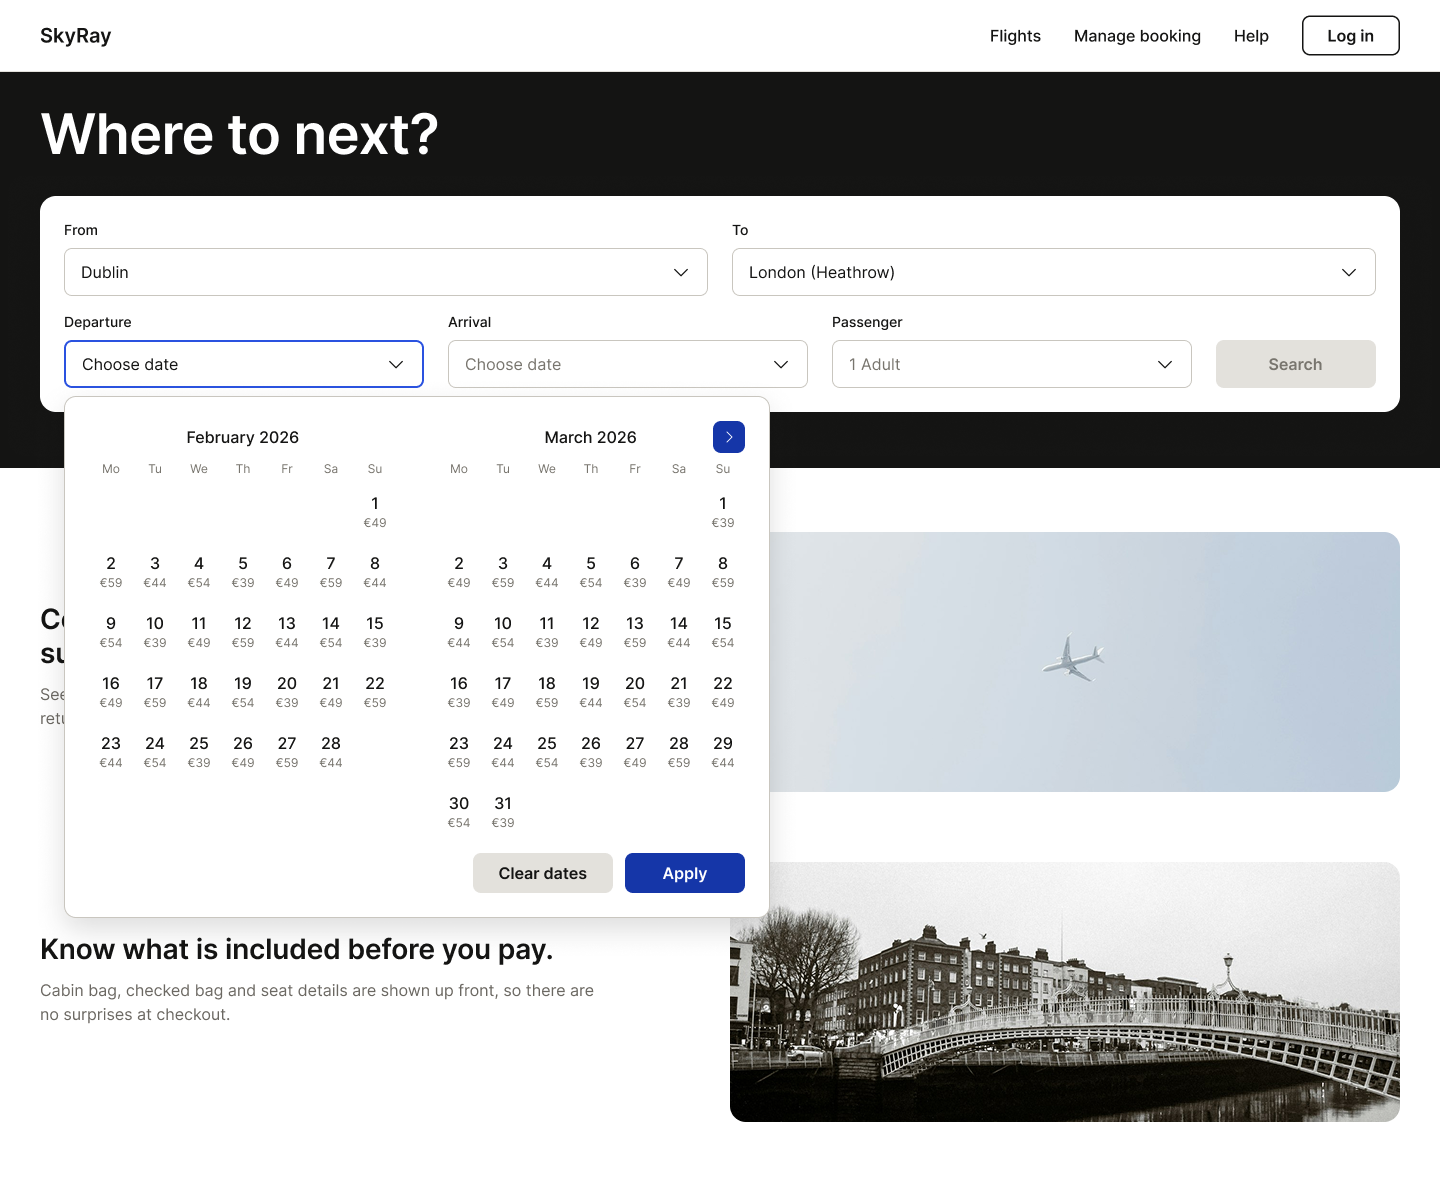 SkyRay
Flights
Manage booking
Help
Log in
Where to next?
From
To
Dublin
London (Heathrow)
Departure
Arrival
Passenger
Choose date
Choose date
1 Adult
Search
February 2026
Mo Tu We Th Fr Sa Su
1
€49
2 3 4 5 6 7 8
€59 €44 €54 €39 €49 €59 €44
9 10 11 12 13 14 15
€54 €39 €49 €59 €44 €54 €39
16 17 18 19 20 21 22
€49 €59 €44 €54 €39 €49 €59
23 24 25 26 27 28
€44 €54 €39 €49 €59 €44
March 2026
Mo Tu We Th Fr Sa Su
1
€39
2 3 4 5 6 7 8
€49 €59 €44 €54 €39 €49 €59
9 10 11 12 13 14 15
€44 €54 €39 €49 €59 €44 €54
16 17 18 19 20 21 22
€39 €49 €59 €44 €54 €39 €49
23 24 25 26 27 28 29
€59 €44 €54 €39 €49 €59 €44
30 31
€54 €39
Clear dates
Apply
Know what is included before you pay.
Cabin bag, checked bag and seat details are shown up front, so there are
no surprises at checkout.